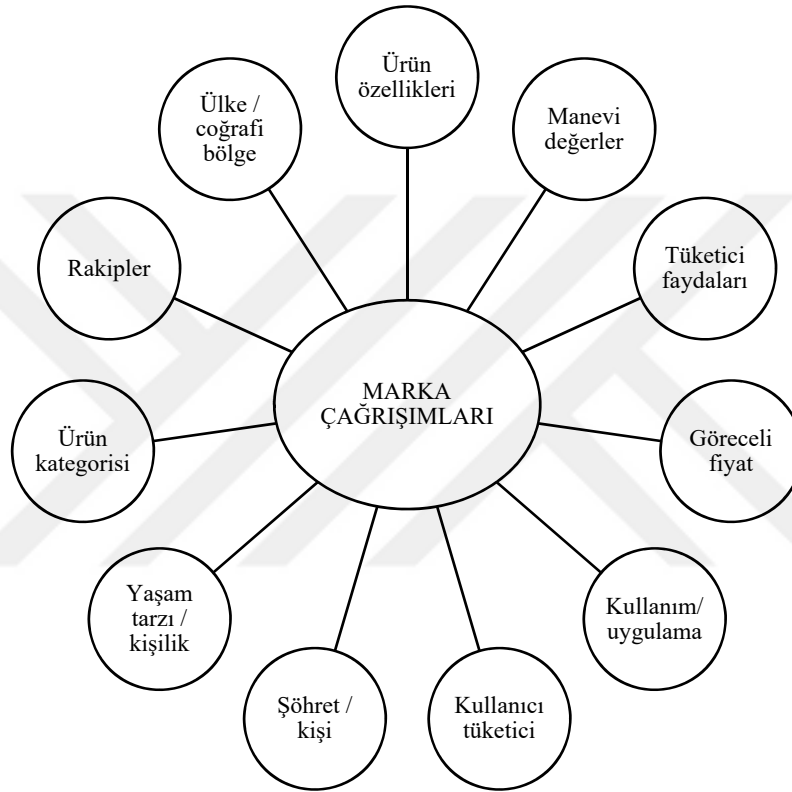 Ürün
özellikleri
Manevi
değerler
Tüketici
faydaları
Göreceli
fiyat
Kullanım/
uygulama
Kullanıcı
tüketici
Şöhret /
kişi
Yaşam
tarzı /
kişilik
Ürün
kategorisi
Rakipler
Ülke /
coğrafi
bölge
MARKA
ÇAĞRIŞIMLARI